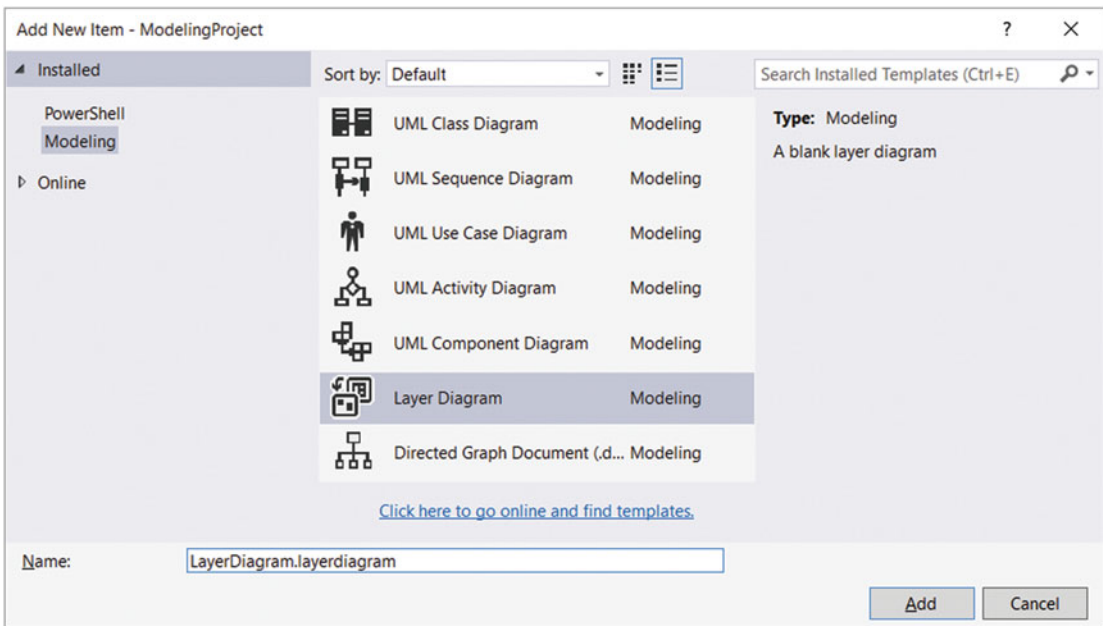 Add New Item - ModelingProject
? ×
Installed
PowerShell
Modeling
Online
Sort by: Default
UML Class Diagram Modeling
UML Sequence Diagram Modeling
UML Use Case Diagram Modeling
UML Activity Diagram Modeling
UML Component Diagram Modeling
Layer Diagram Modeling
Directed Graph Document (.d... Modeling
Click here to go online and find templates.
Search Installed Templates (Ctrl+E)
Type: Modeling
A blank layer diagram
Name: LayerDiagram.layerdiagram
Add Cancel